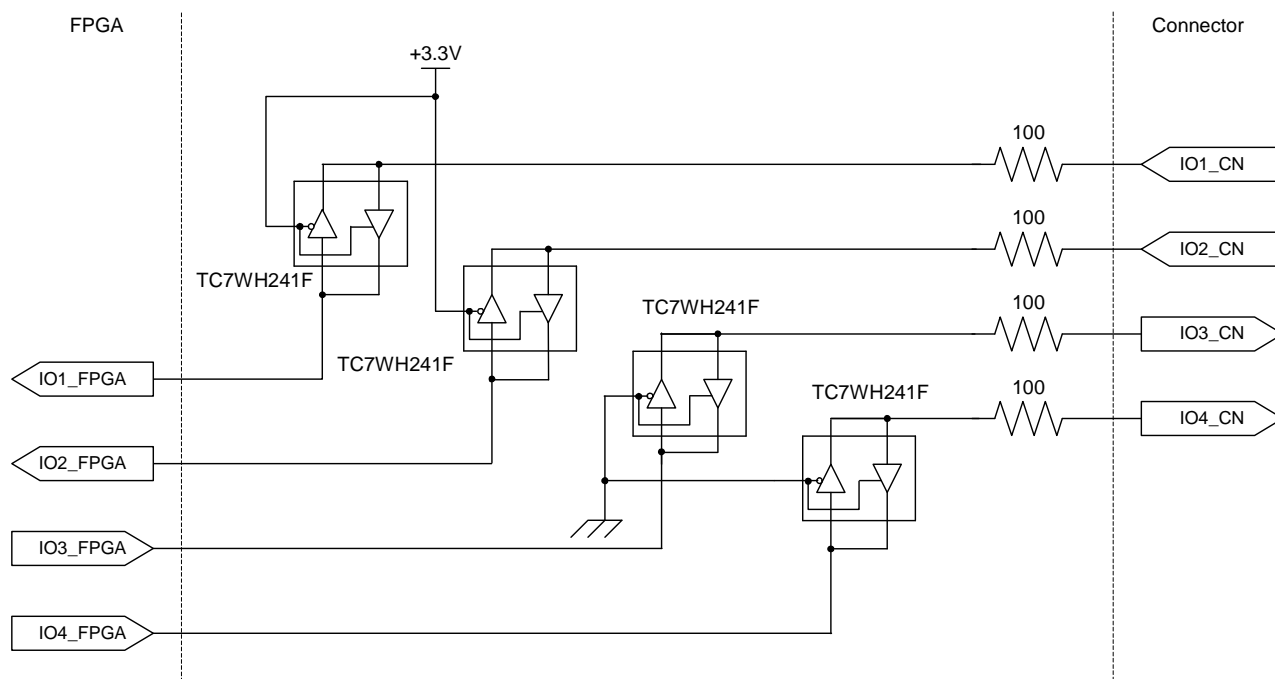 FPGA
Connector
+3.3V
100
IO1_CN
100
IO2_CN
TC7WH241F
TC7WH241F
100
IO3_CN
TC7WH241F
IO1_FPGA
TC7WH241F
100
IO4_CN
IO2_FPGA
IO3_FPGA
IO4_FPGA